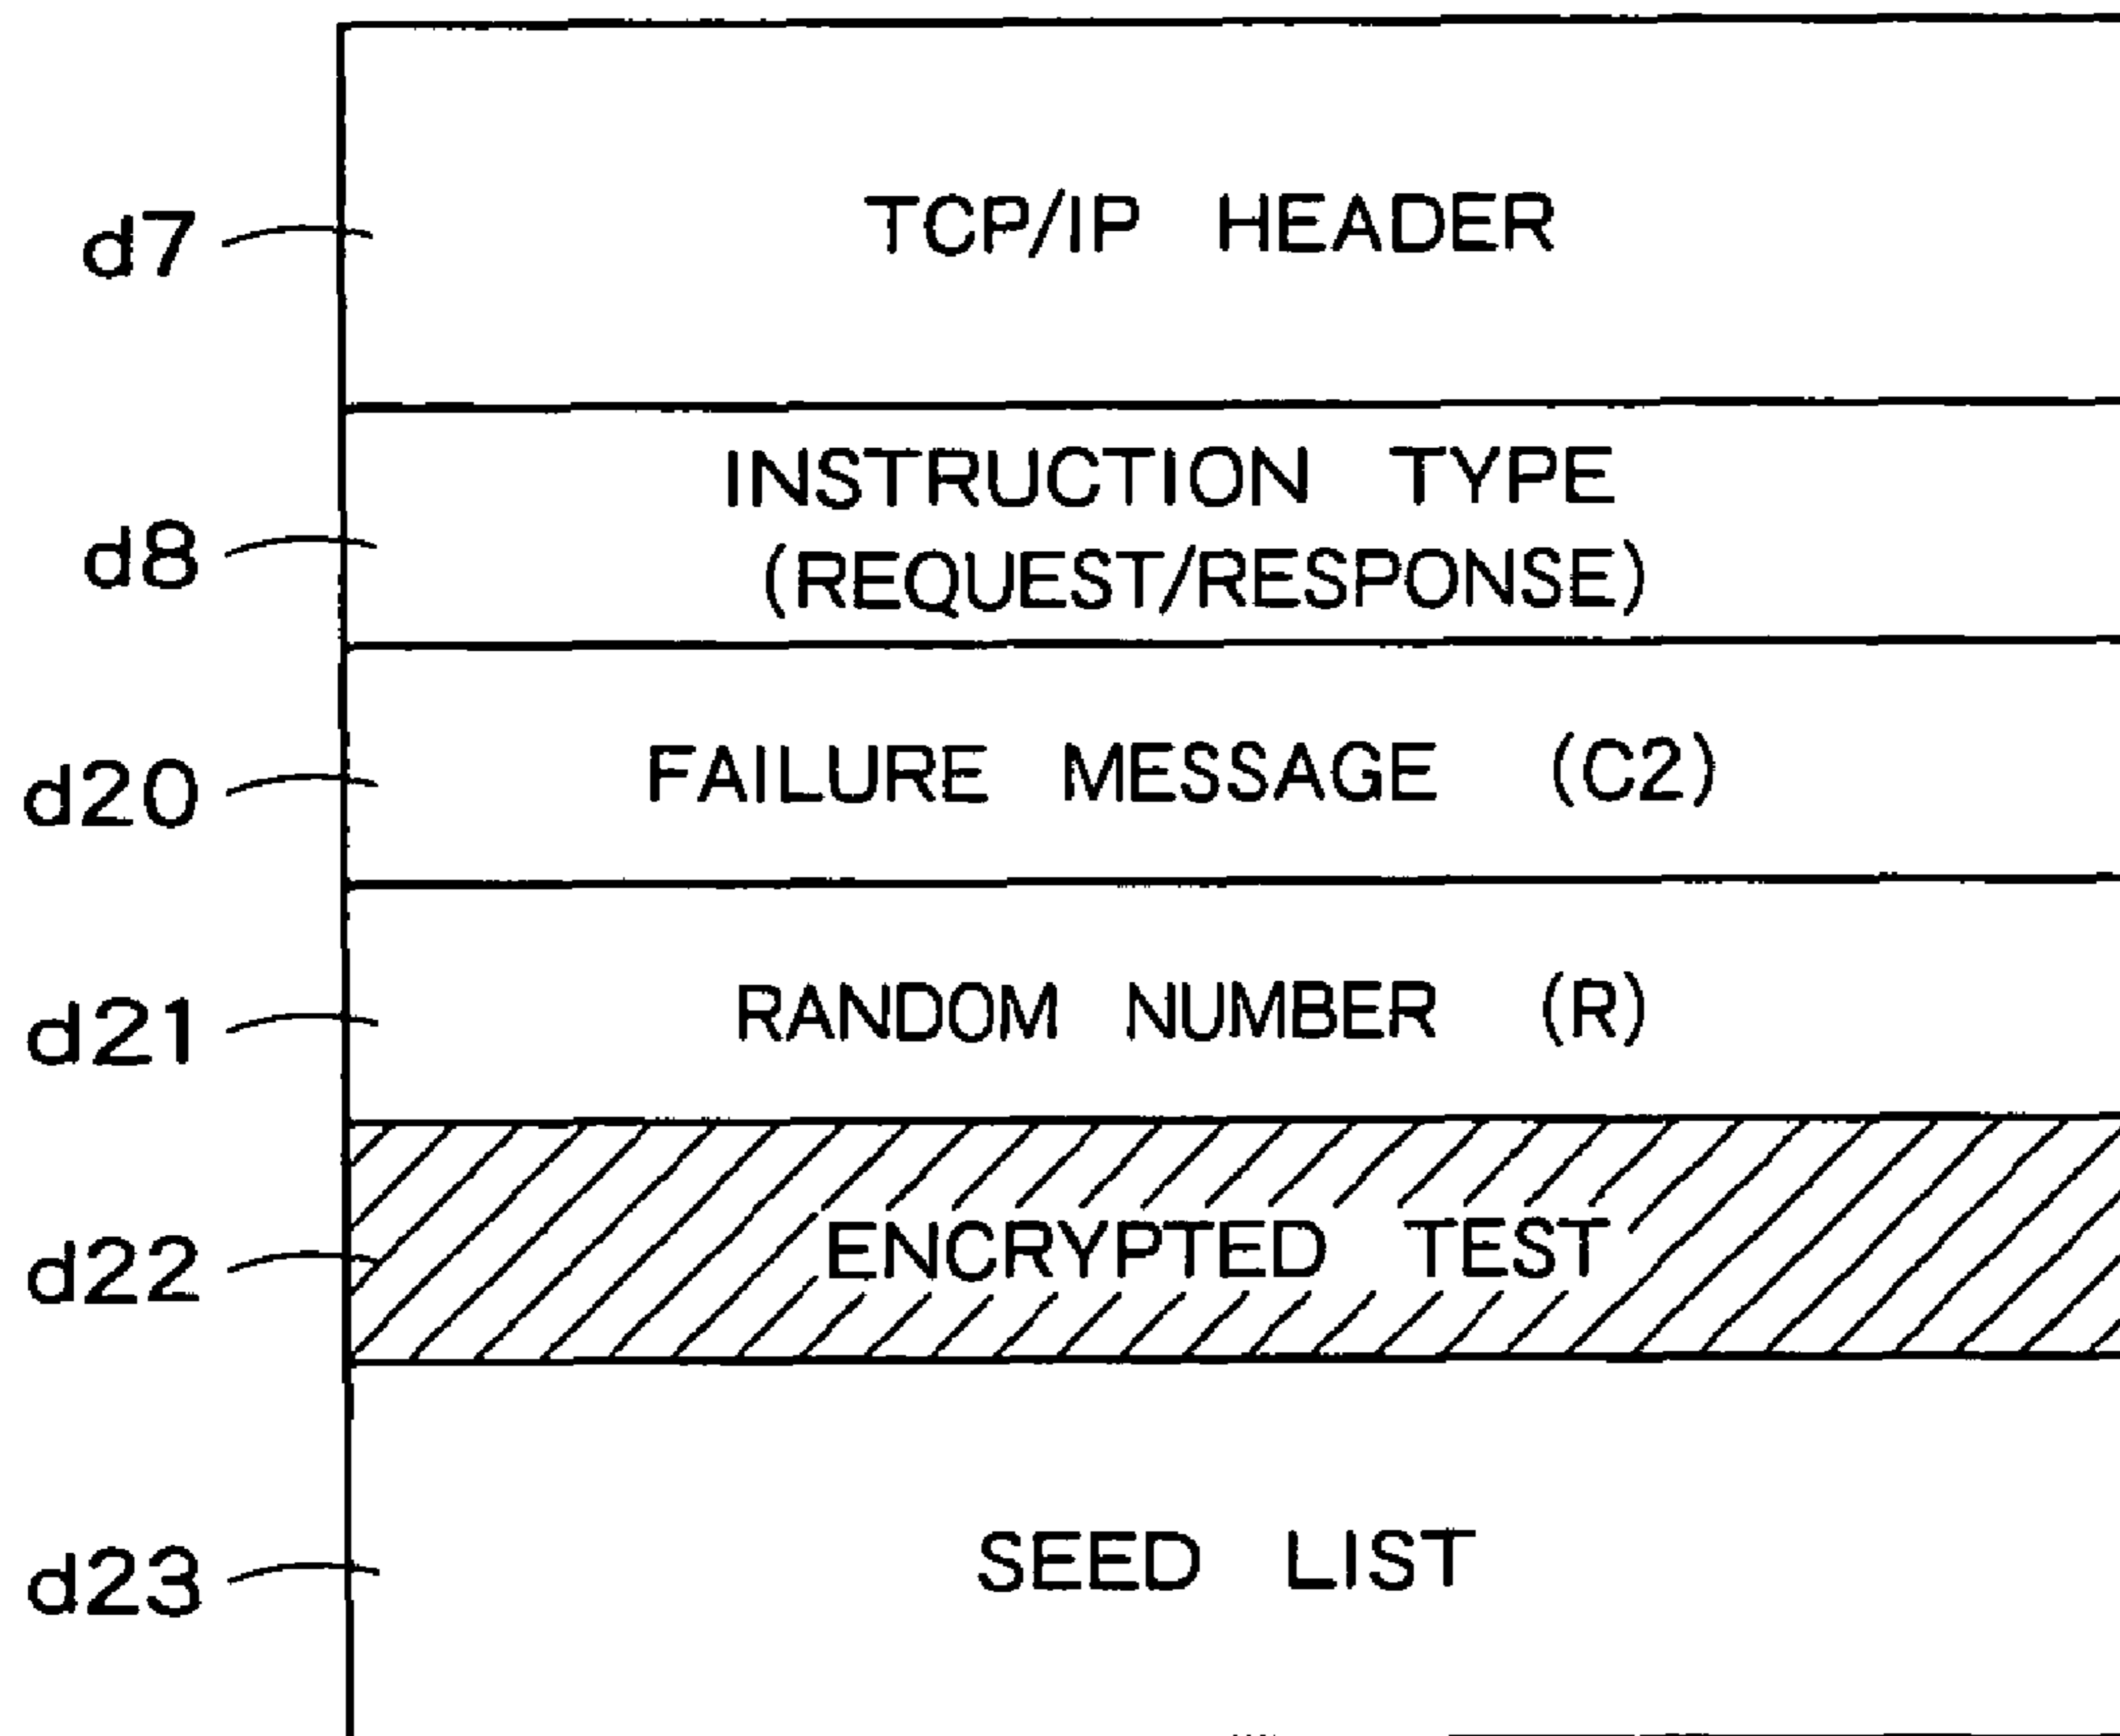 d7 TCP/IP HEADER
INSTRUCTION TYPE
d8 (REQUEST/RESPONSE)
d20 FAILURE MESSAGE (C2)
d21 RANDOM NUMBER (R)
d22 ENCRYPTED TEST
d23 SEED LIST